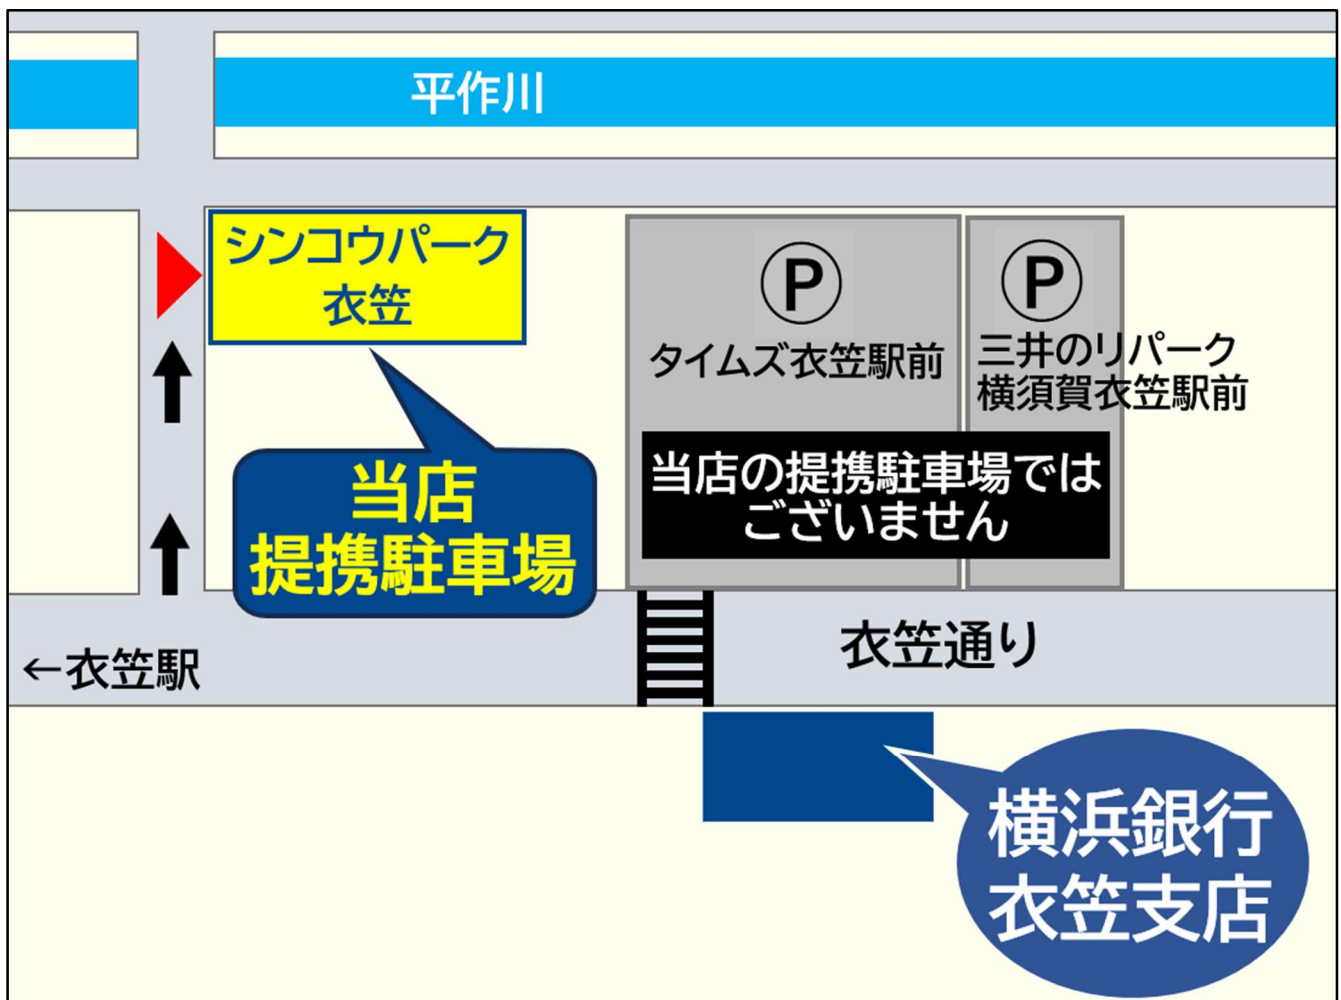 平作川
シンコウパーク
衣笠
P
タイムズ衣笠駅前
P
三井のリパーク
横須賀衣笠駅前
当店
提携駐車場
当店の提携駐車場では
ございません
←衣笠駅
衣笠通り
横浜銀行
衣笠支店